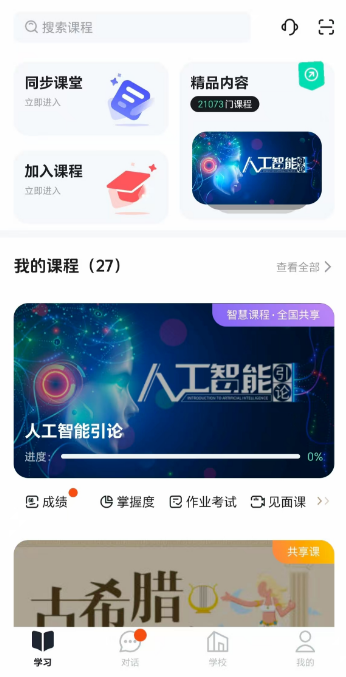 搜索课程
同步课堂
立即进入
精品内容
21073门课程
人工智能引论
加入课程
立即进入
我的课程（27）
查看全部
智慧课程·全国共享
人工智能引论
INTRODUCTION TO ARTIFICIAL INTELLIGENCE
人工智能引论
进度：
0%
成绩
掌握度
作业考试
见面课
共享课
古希腊
学习
对话
学校
我的